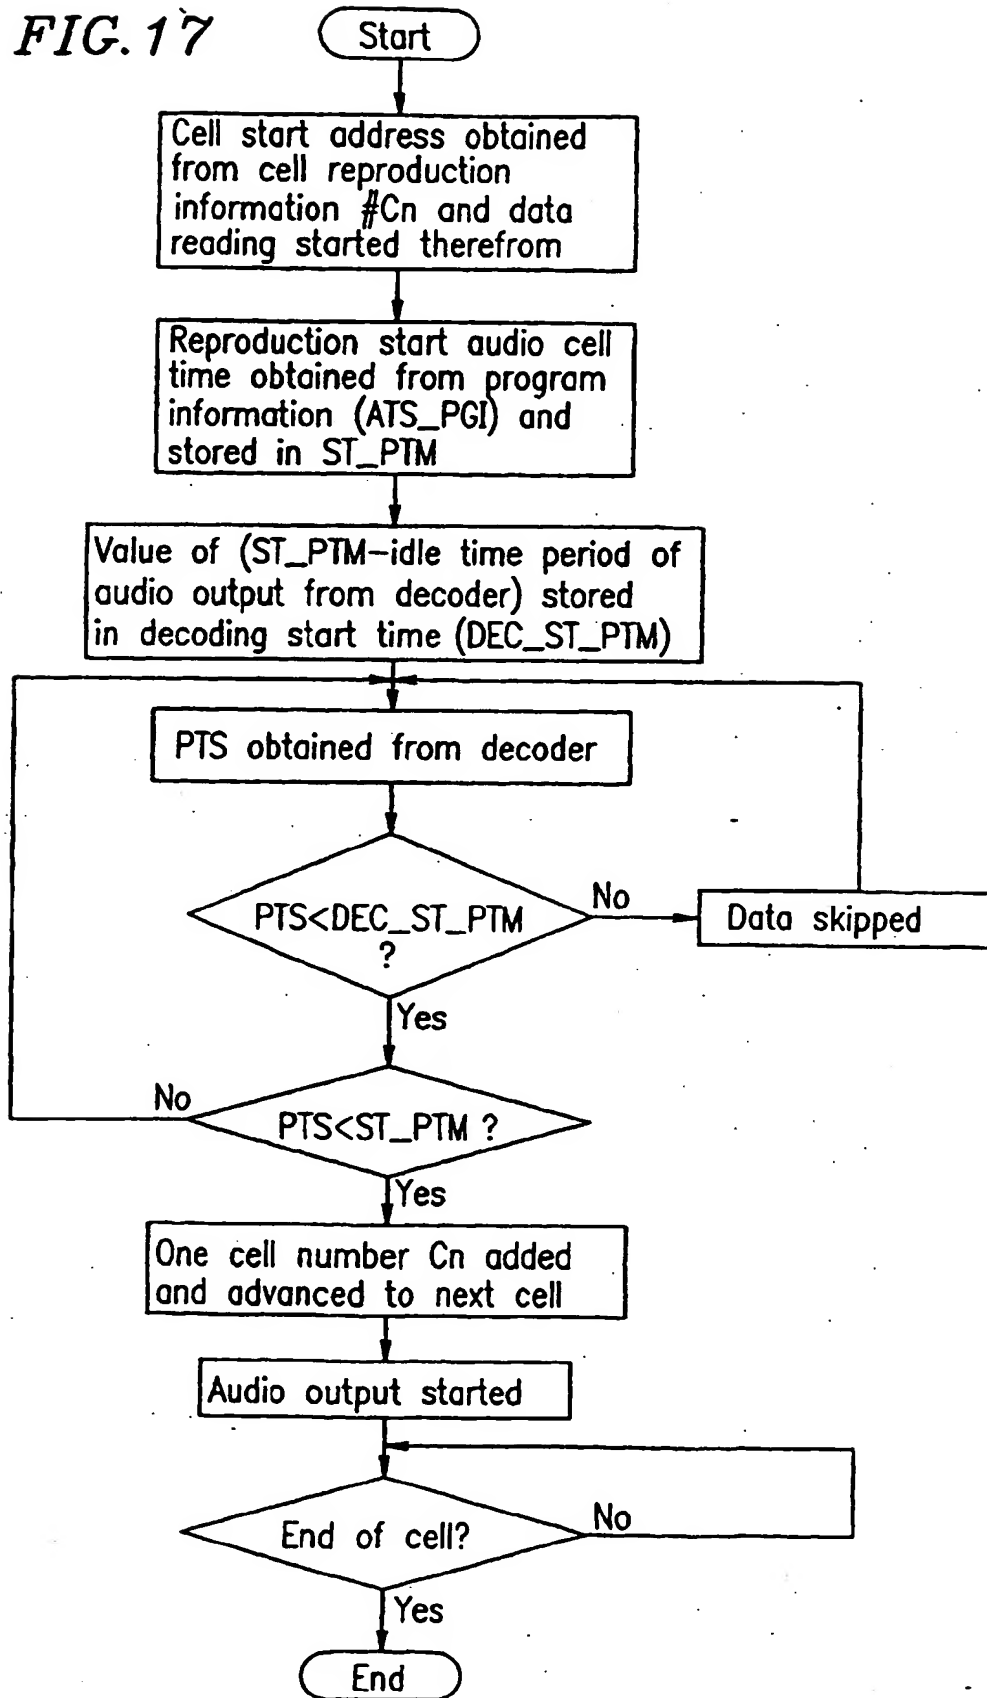 FIG. 17
Start
Cell start address obtained
from cell reproduction
information #Cn and data
reading started therefrom
Reproduction start audio cell
time obtained from program
information (ATS_PGI) and
stored in ST_PTM
Value of (ST_PTM-idle time period of
audio output from decoder) stored
in decoding start time (DEC_ST_PTM)
PTS obtained from decoder
PTS<DEC_ST_PTM
?
No
Data skipped
Yes
No
PTS<ST_PTM ?
Yes
One cell number Cn added
and advanced to next cell
Audio output started
End of cell?
No
Yes
End